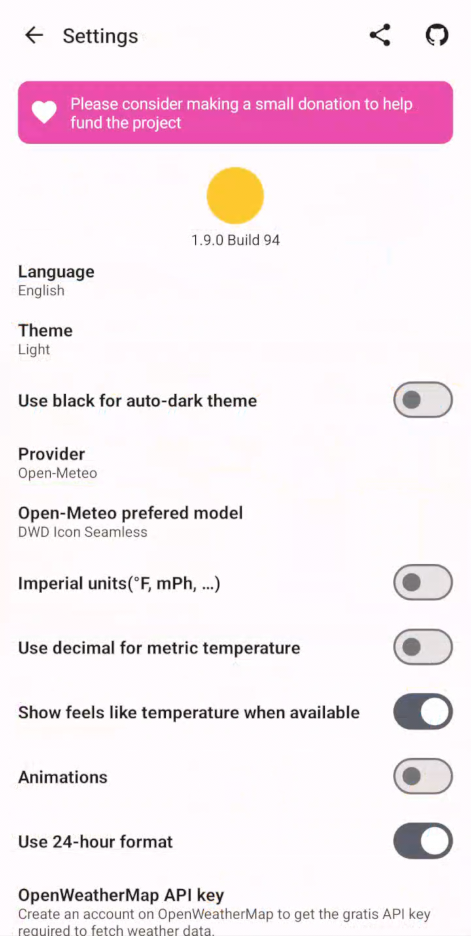 Settings
Please consider making a small donation to help
fund the project
1.9.0 Build 94
Language
English
Theme
Light
Use black for auto-dark theme
Provider
Open-Meteo
Open-Meteo prefered model
DWD Icon Seamless
Imperial units(°F, mPh, ...)
Use decimal for metric temperature
Show feels like temperature when available
Animations
Use 24-hour format
OpenWeatherMap API key
Create an account on OpenWeatherMap to get the gratis API key
required to fetch weather data.